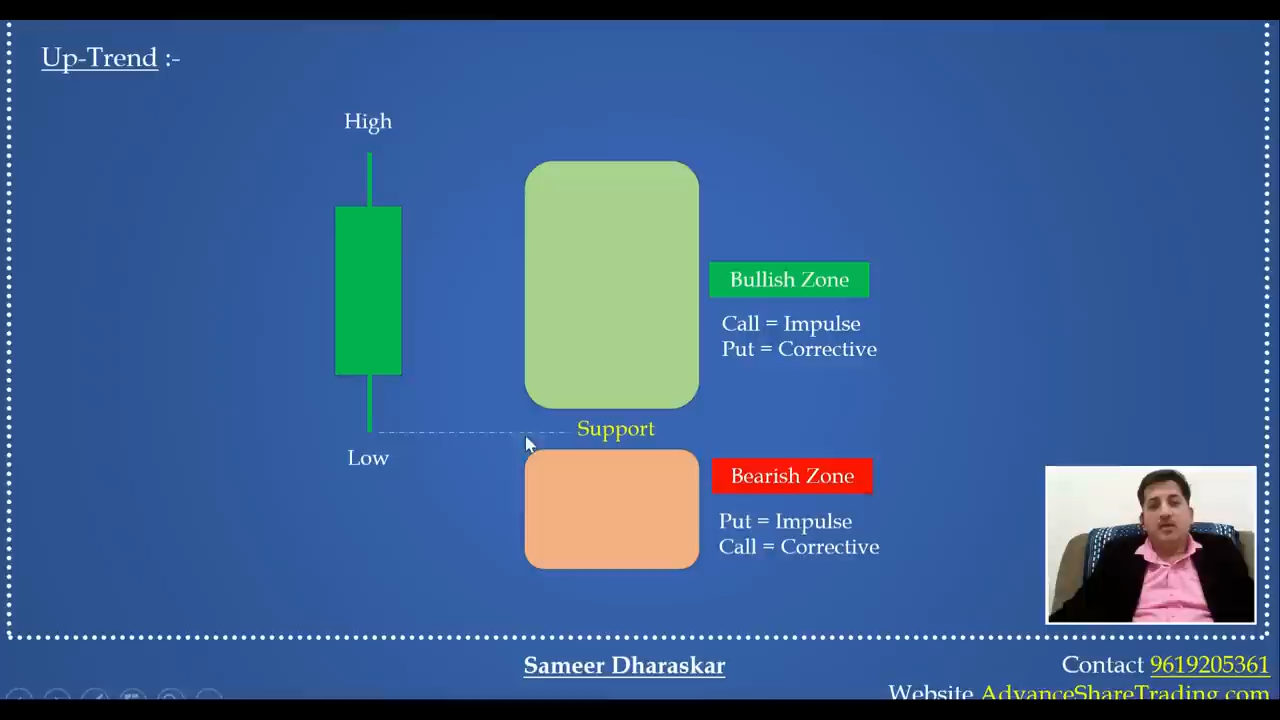 Up-Trend :-
High
Bullish Zone
Call = Impulse
Put = Corrective
Support
Low
Bearish Zone
Put = Impulse
Call = Corrective
Sameer Dharaskar
Contact 9619205361
Website AdvanceShareTrading.com